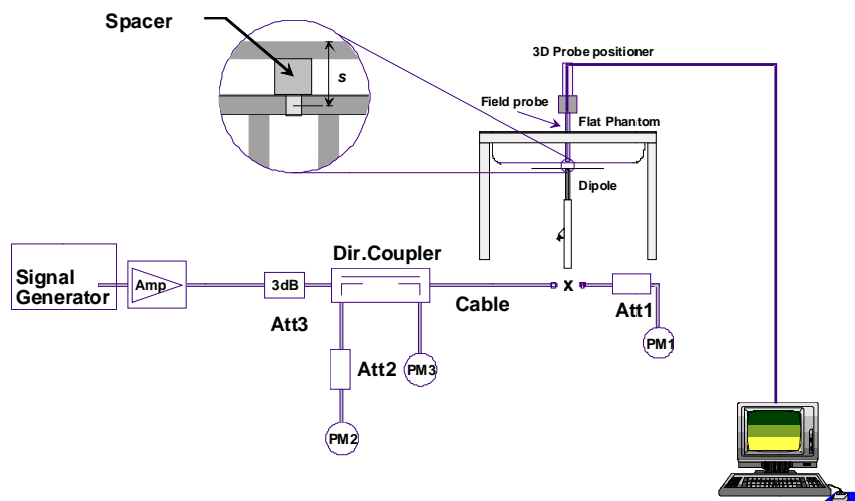 Spacer
s
3D Probe positioner
Field probe
Flat Phantom
Dipole
Signal
Generator
Amp
3dB
Att3
Dir.Coupler
Cable
x
Att1
PM1
Att2
PM3
PM2